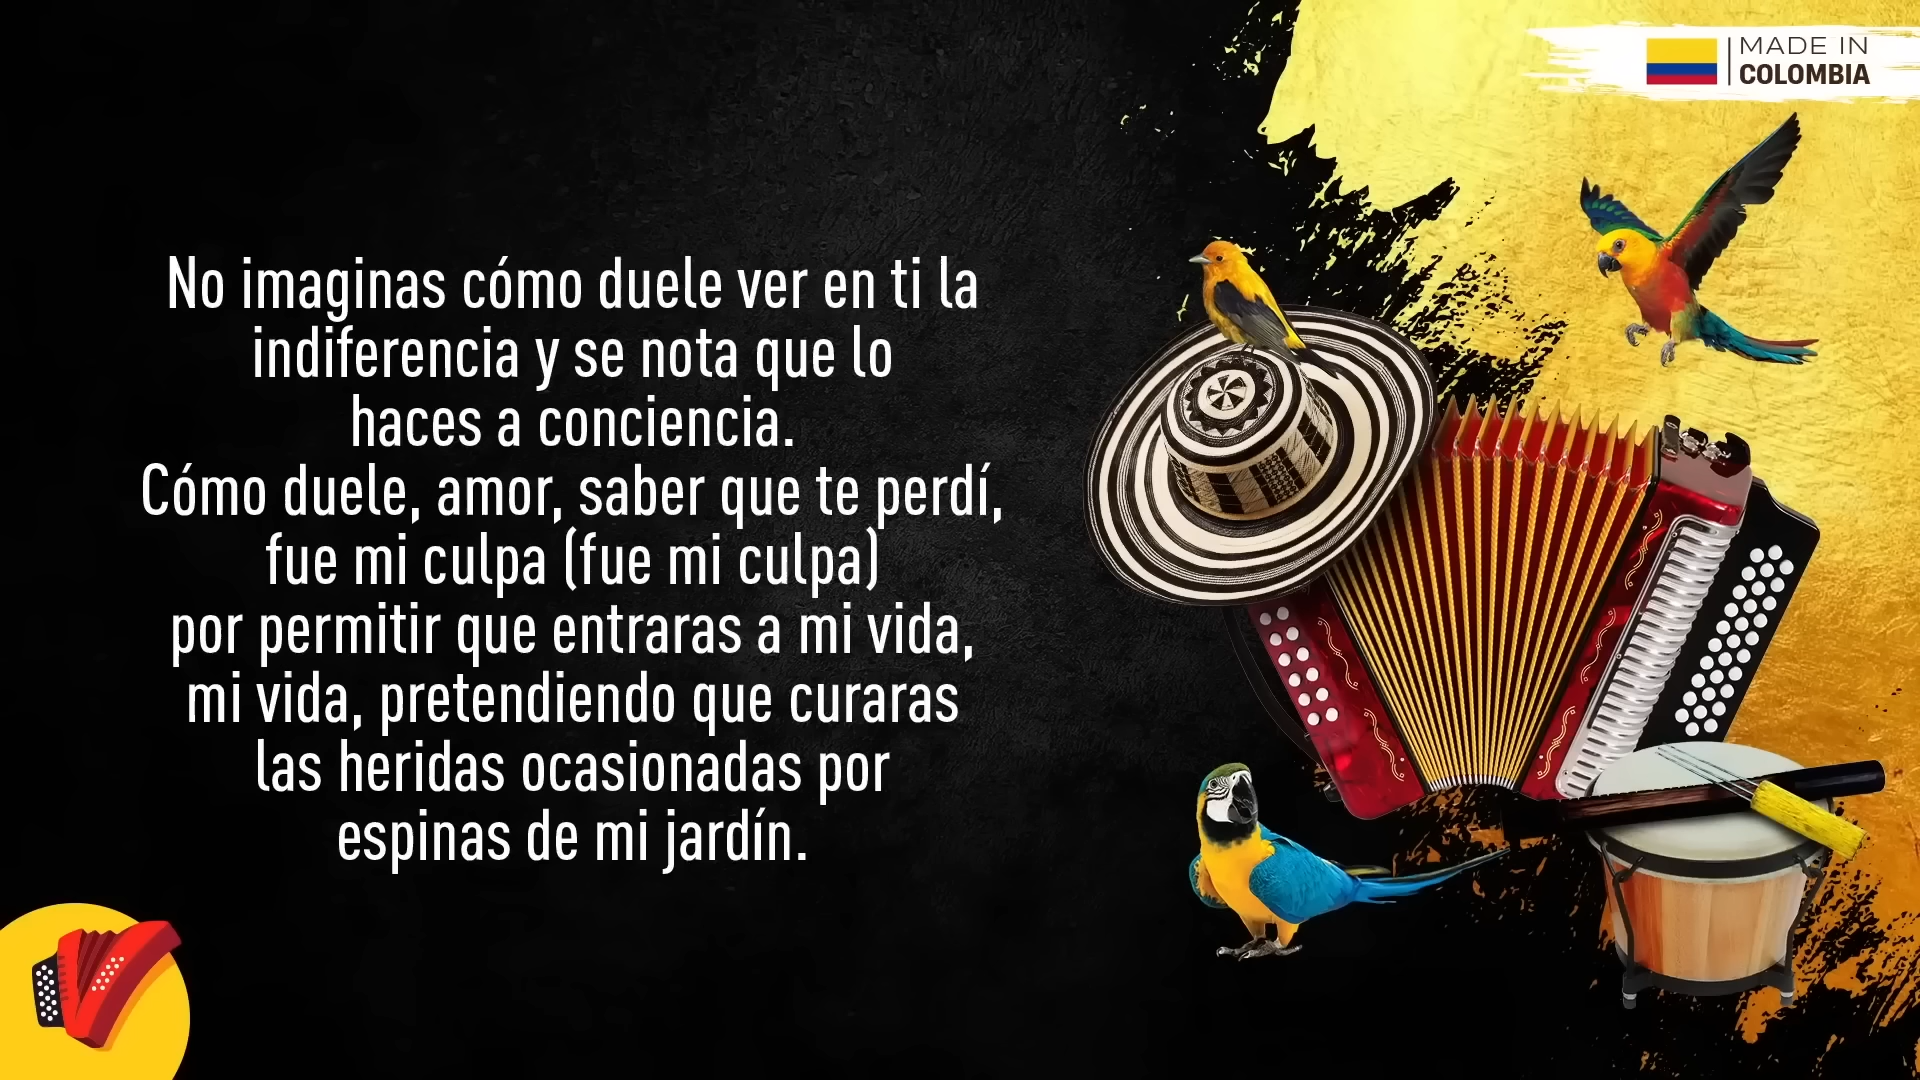 MADE IN
COLOMBIA
No imaginas cómo duele ver en ti la
indiferencia y se nota que lo
haces a conciencia.
Cómo duele, amor, saber que te perdí,
fue mi culpa (fue mi culpa)
por permitir que entraras a mi vida,
mi vida, pretendiendo que curaras
las heridas ocasionadas por
espinas de mi jardín.